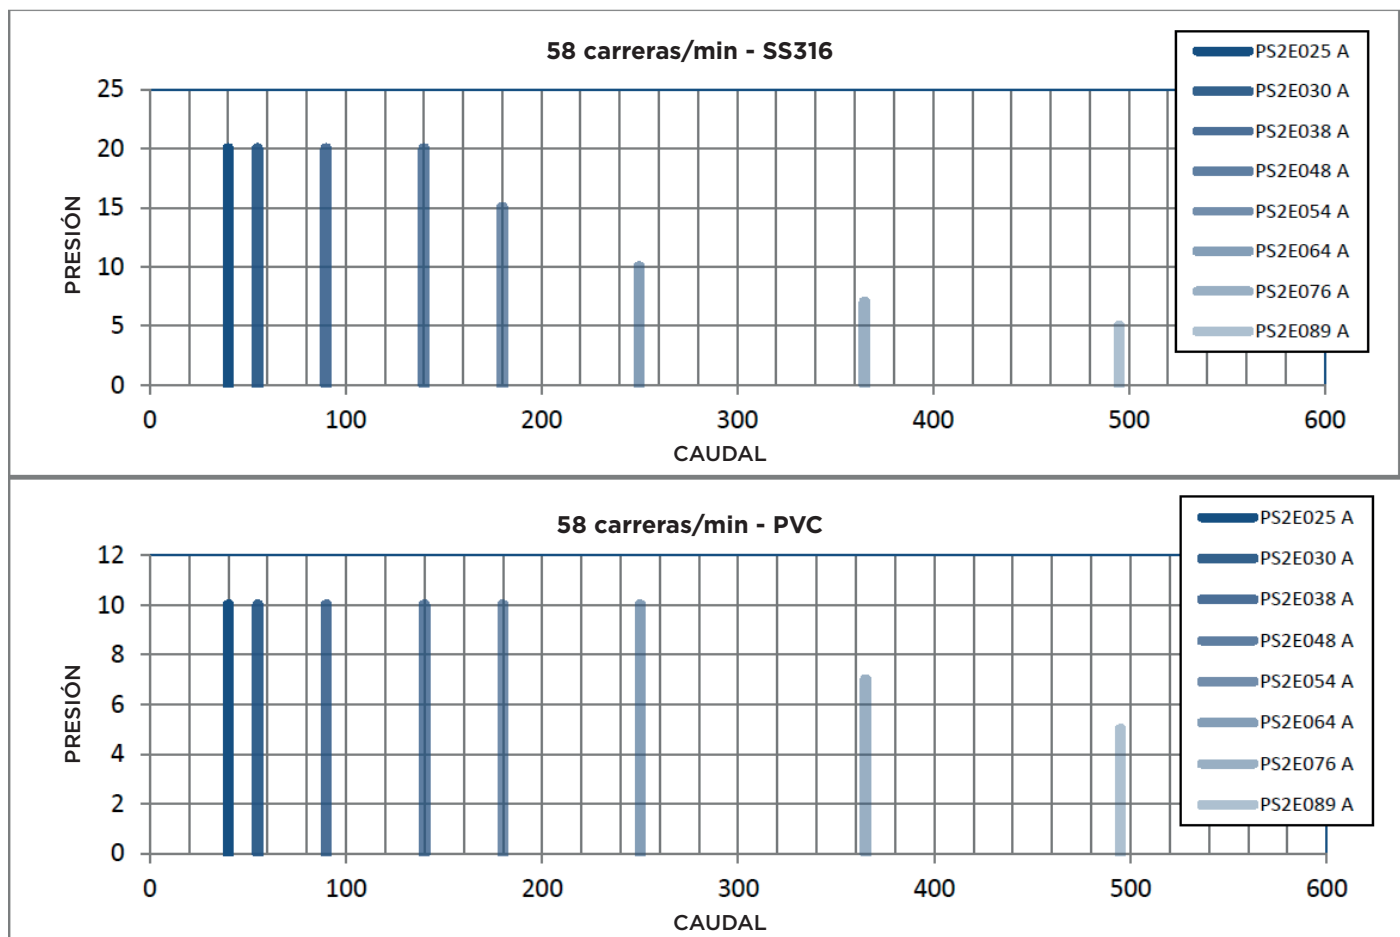 58 carreras/min - SS316
PS2E025 A
PS2E030 A
PS2E038 A
PS2E048 A
PS2E054 A
PS2E064 A
PS2E076 A
PS2E089 A
25
20
15
10
5
0
PRESIÓN
0 100 200 300 400 500 600
CAUDAL
58 carreras/min - PVC
PS2E025 A
PS2E030 A
PS2E038 A
PS2E048 A
PS2E054 A
PS2E064 A
PS2E076 A
PS2E089 A
12
10
8
6
4
2
0
PRESIÓN
0 100 200 300 400 500 600
CAUDAL